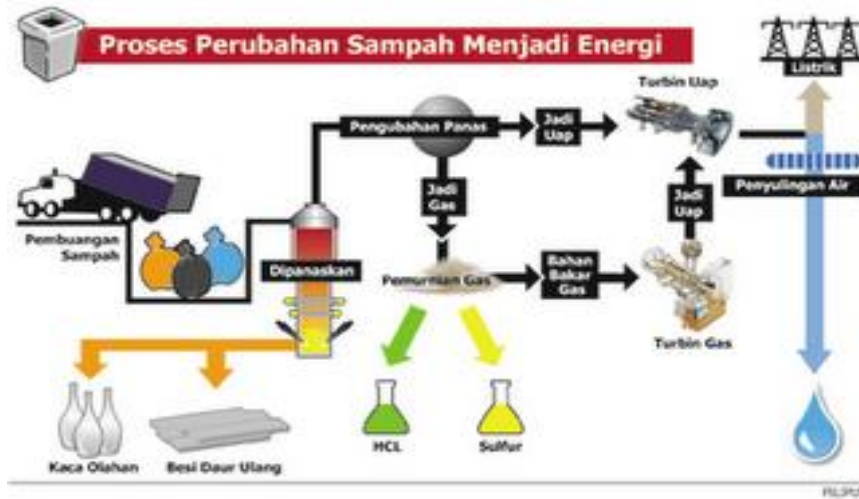 Proses Perubahan Sampah Menjadi Energi
Listrik
Turbin Uap
Pengubahan Panas
Jadi
Uap
Penyulingan Air
Jadi
Gas
Jadi
Uap
Pembuangan
Sampah
Dipanaskan
Pemurnian Gas
Bahan
Bakar
Gas
Turbin Gas
HCL
Sulfur
Kaca Olahan
Besi Daur Ulang